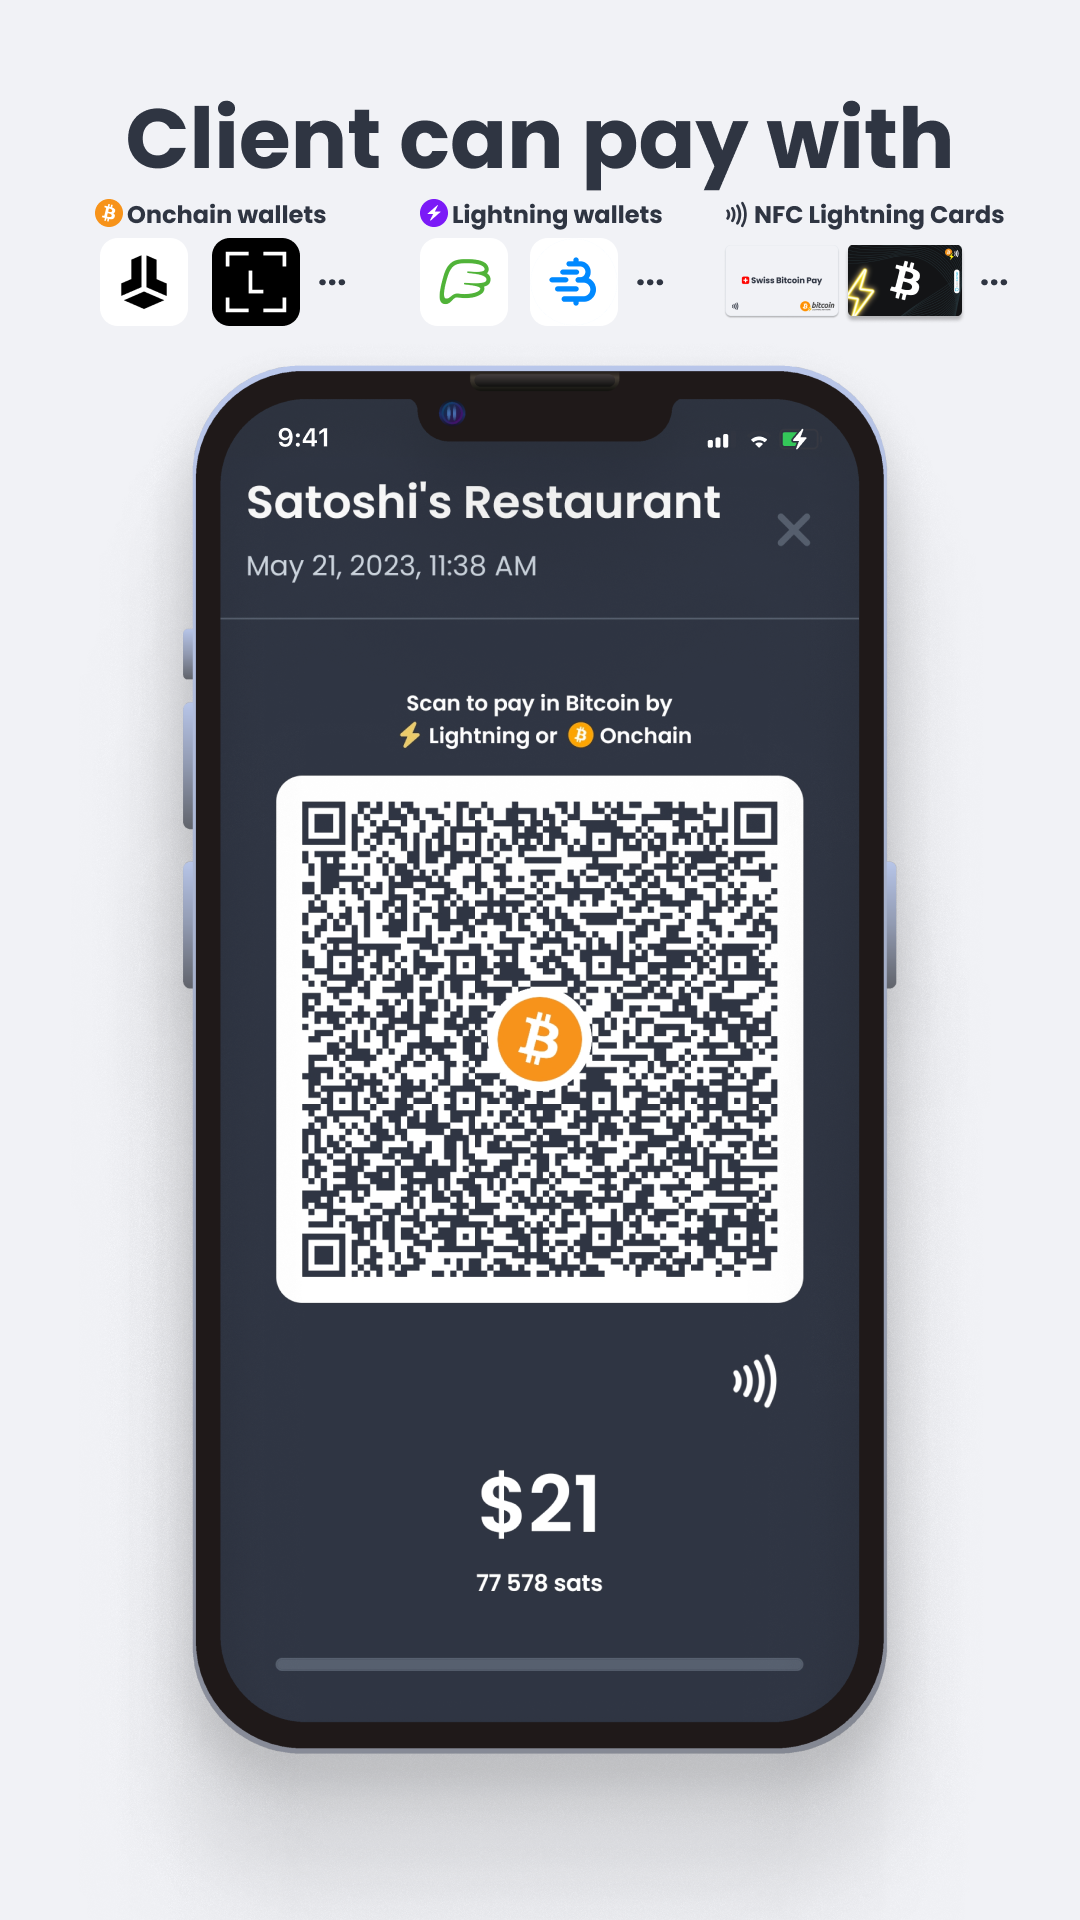 Client can pay with
Onchain wallets
Lightning wallets
NFC Lightning Cards
L
...
...
Swiss Bitcoin Pay
bitcoin
...
9:41
Satoshi's Restaurant
May 21, 2023, 11:38 AM
Scan to pay in Bitcoin by
Lightning or Onchain
$21
77 578 sats